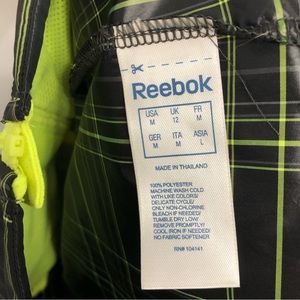 Reebok
USA UK FR
M 12 M
GER ITA ASIA
M M L
MADE IN THAILAND
100% POLYESTER
MACHINE WASH COLD
WITH LIKE COLORS/
DELICATE CYCLE/
ONLY NON-CHLORINE
BLEACH IF NEEDED/
TUMBLE DRY LOW/
REMOVE PROMPTLY/
COOL IRON IF NEEDED/
NO FABRIC SOFTENER
RN# 104141